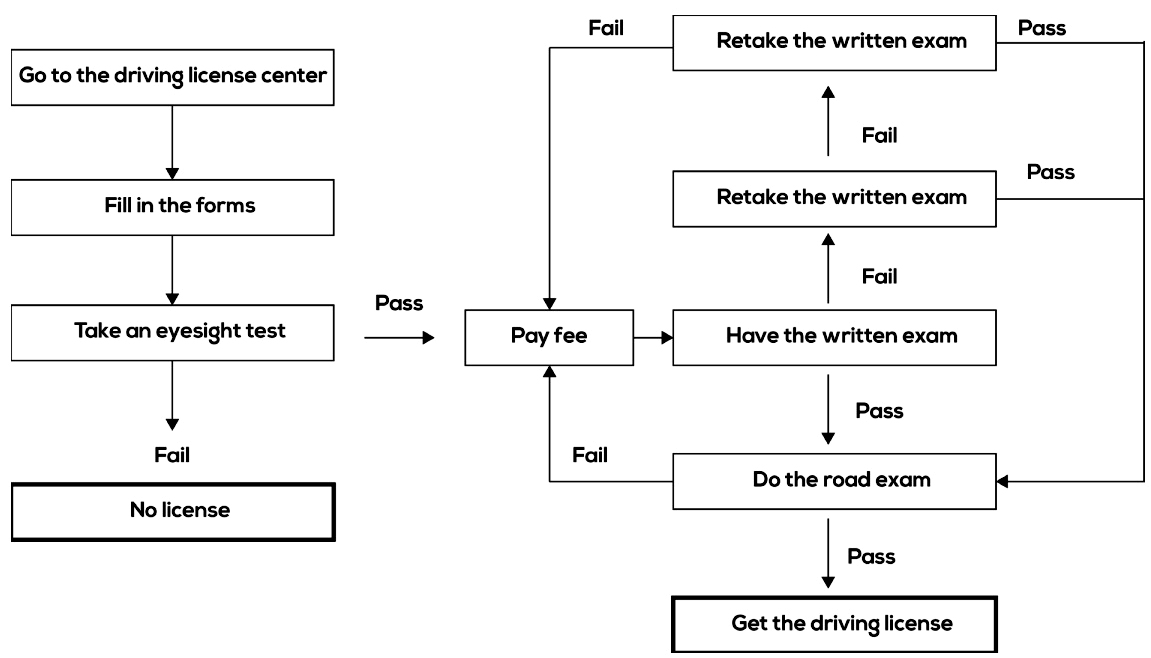 Go to the driving license center
Fill in the forms
Take an eyesight test
Fail
No license
Pass
Pay fee
Fail
Retake the written exam
Pass
Fail
Retake the written exam
Pass
Fail
Have the written exam
Pass
Fail
Do the road exam
Pass
Get the driving license